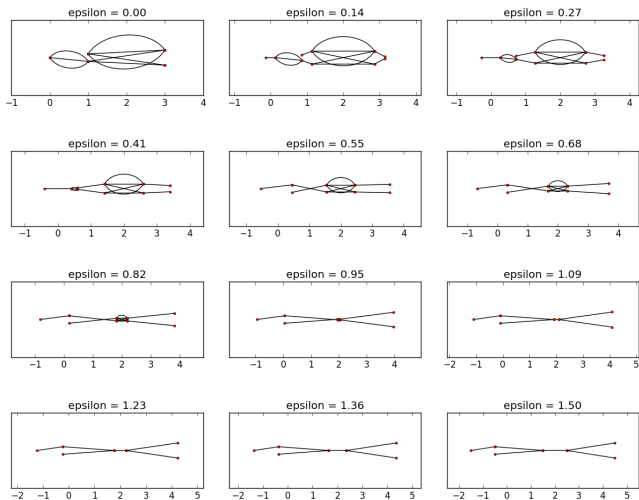 epsilon = 0.00 epsilon = 0.14 epsilon = 0.27
−1 0 1 2 3 4 −1 0 1 2 3 4 −1 0 1 2 3 4
epsilon = 0.41 epsilon = 0.55 epsilon = 0.68
−1 0 1 2 3 4 −1 0 1 2 3 4 −1 0 1 2 3 4
epsilon = 0.82 epsilon = 0.95 epsilon = 1.09
−1 0 1 2 3 4 −1 0 1 2 3 4 −2 −1 0 1 2 3 4 5
epsilon = 1.23 epsilon = 1.36 epsilon = 1.50
−2 −1 0 1 2 3 4 5 −2 −1 0 1 2 3 4 5 −2 −1 0 1 2 3 4 5